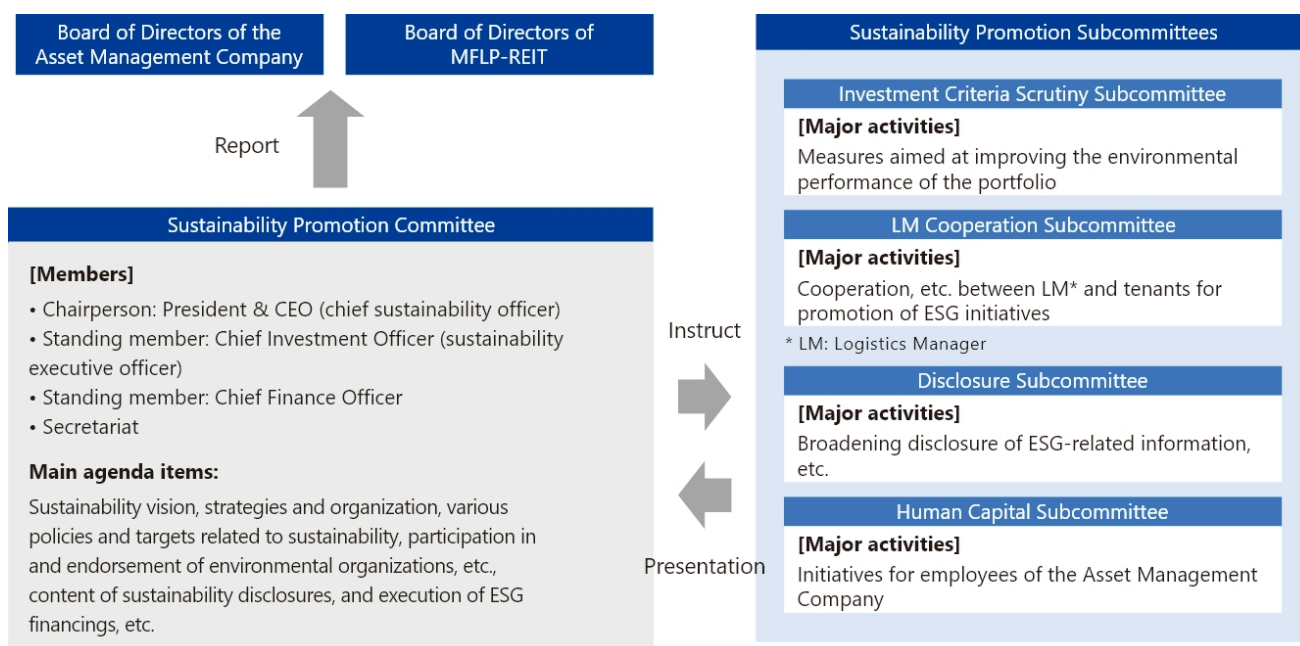 Board of Directors of the
Asset Management Company
Board of Directors of
MFLP-REIT
Report
Sustainability Promotion Committee
[Members]
• Chairperson: President & CEO (chief sustainability officer)
• Standing member: Chief Investment Officer (sustainability
executive officer)
• Standing member: Chief Finance Officer
• Secretariat
Main agenda items:
Sustainability vision, strategies and organization, various
policies and targets related to sustainability, participation in
and endorsement of environmental organizations, etc.,
content of sustainability disclosures, and execution of ESG
financings, etc.
Instruct
Presentation
Sustainability Promotion Subcommittees
Investment Criteria Scrutiny Subcommittee
[Major activities]
Measures aimed at improving the environmental
performance of the portfolio
LM Cooperation Subcommittee
[Major activities]
Cooperation, etc. between LM* and tenants for
promotion of ESG initiatives
* LM: Logistics Manager
Disclosure Subcommittee
[Major activities]
Broadening disclosure of ESG-related information,
etc.
Human Capital Subcommittee
[Major activities]
Initiatives for employees of the Asset Management
Company